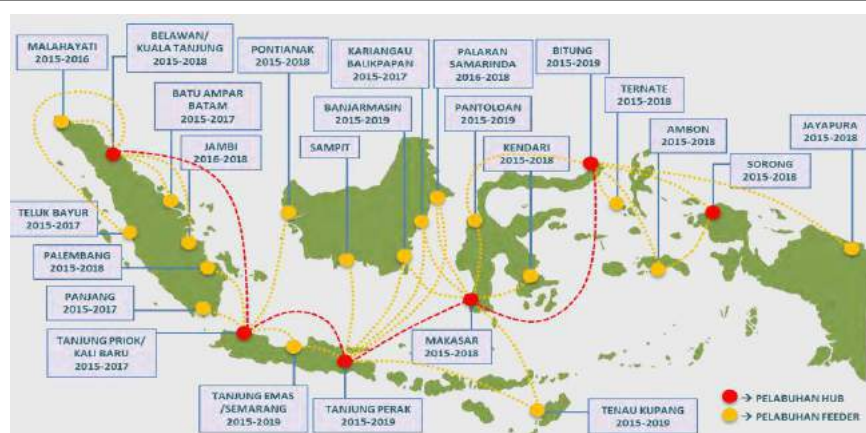 MALAHAYATI
2015-2016
BELAWAN/
KUALA TANJUNG
2015-2018
PONTIANAK
2015-2018
KARIANGAU
BALIKPAPAN
2015-2017
PALARAN
SAMARINDA
2016-2018
BITUNG
2015-2019
TERNATE
2015-2018
BATU AMPAR
BATAM
2015-2017
BANJARMASIN
2015-2019
PANTOLOAN
2015-2019
AMBON
2015-2018
JAYAPURA
2015-2018
JAMBI
2016-2018
SAMPIT
KENDARI
2015-2018
SORONG
2015-2018
TELUK BAYUR
2015-2017
PALEMBANG
2015-2018
PANJANG
2015-2017
TANJUNG PRIOK/
KALI BARU
2015-2017
MAKASAR
2015-2018
TANJUNG EMAS
/SEMARANG
2015-2019
TANJUNG PERAK
2015-2019
TENAU KUPANG
2015-2019
→ PELABUHAN HUB
→ PELABUHAN FEEDER